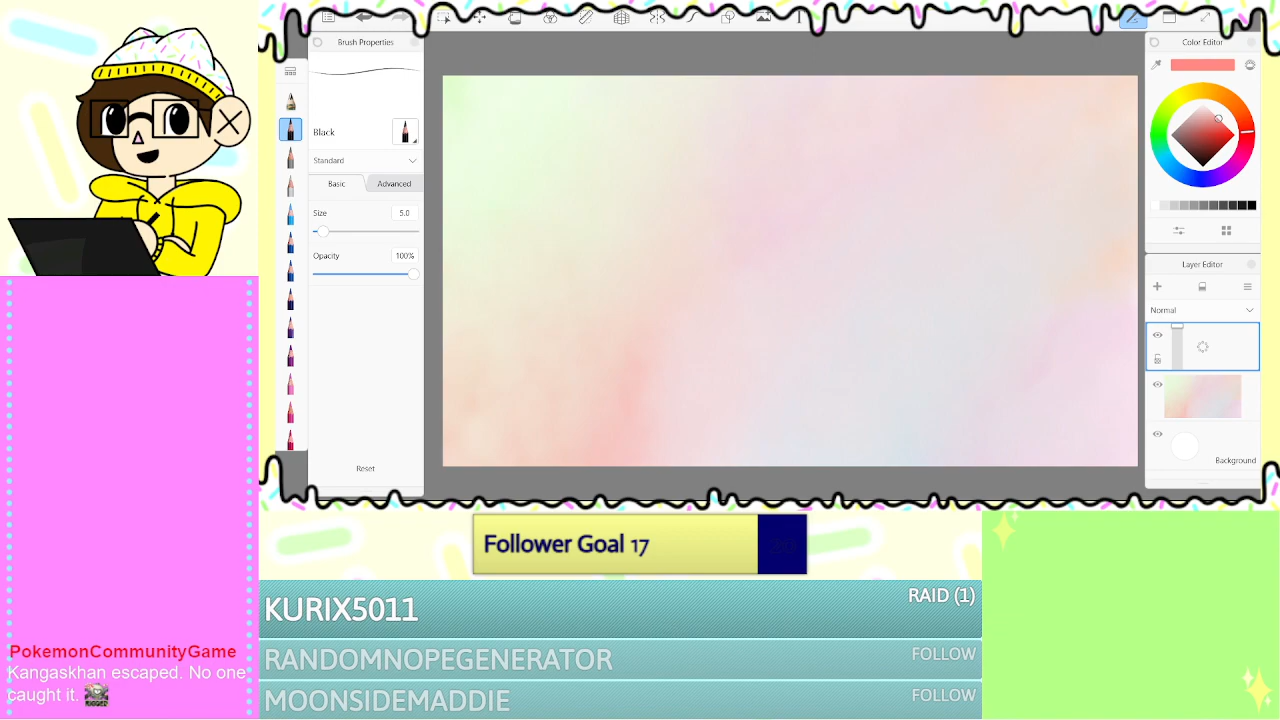 Brush Properties
Black
Standard
Basic
Advanced
Size
5.0
Opacity
100%
Reset
Color Editor
Layer Editor
Normal
Background
Follower Goal 17
KURIX5011
RAID (1)
RANDOMNOPEGENERATOR
FOLLOW
MOONSIDEMADDIE
FOLLOW
PokemonCommunityGame
Kangaskhan escaped. No one
caught it.